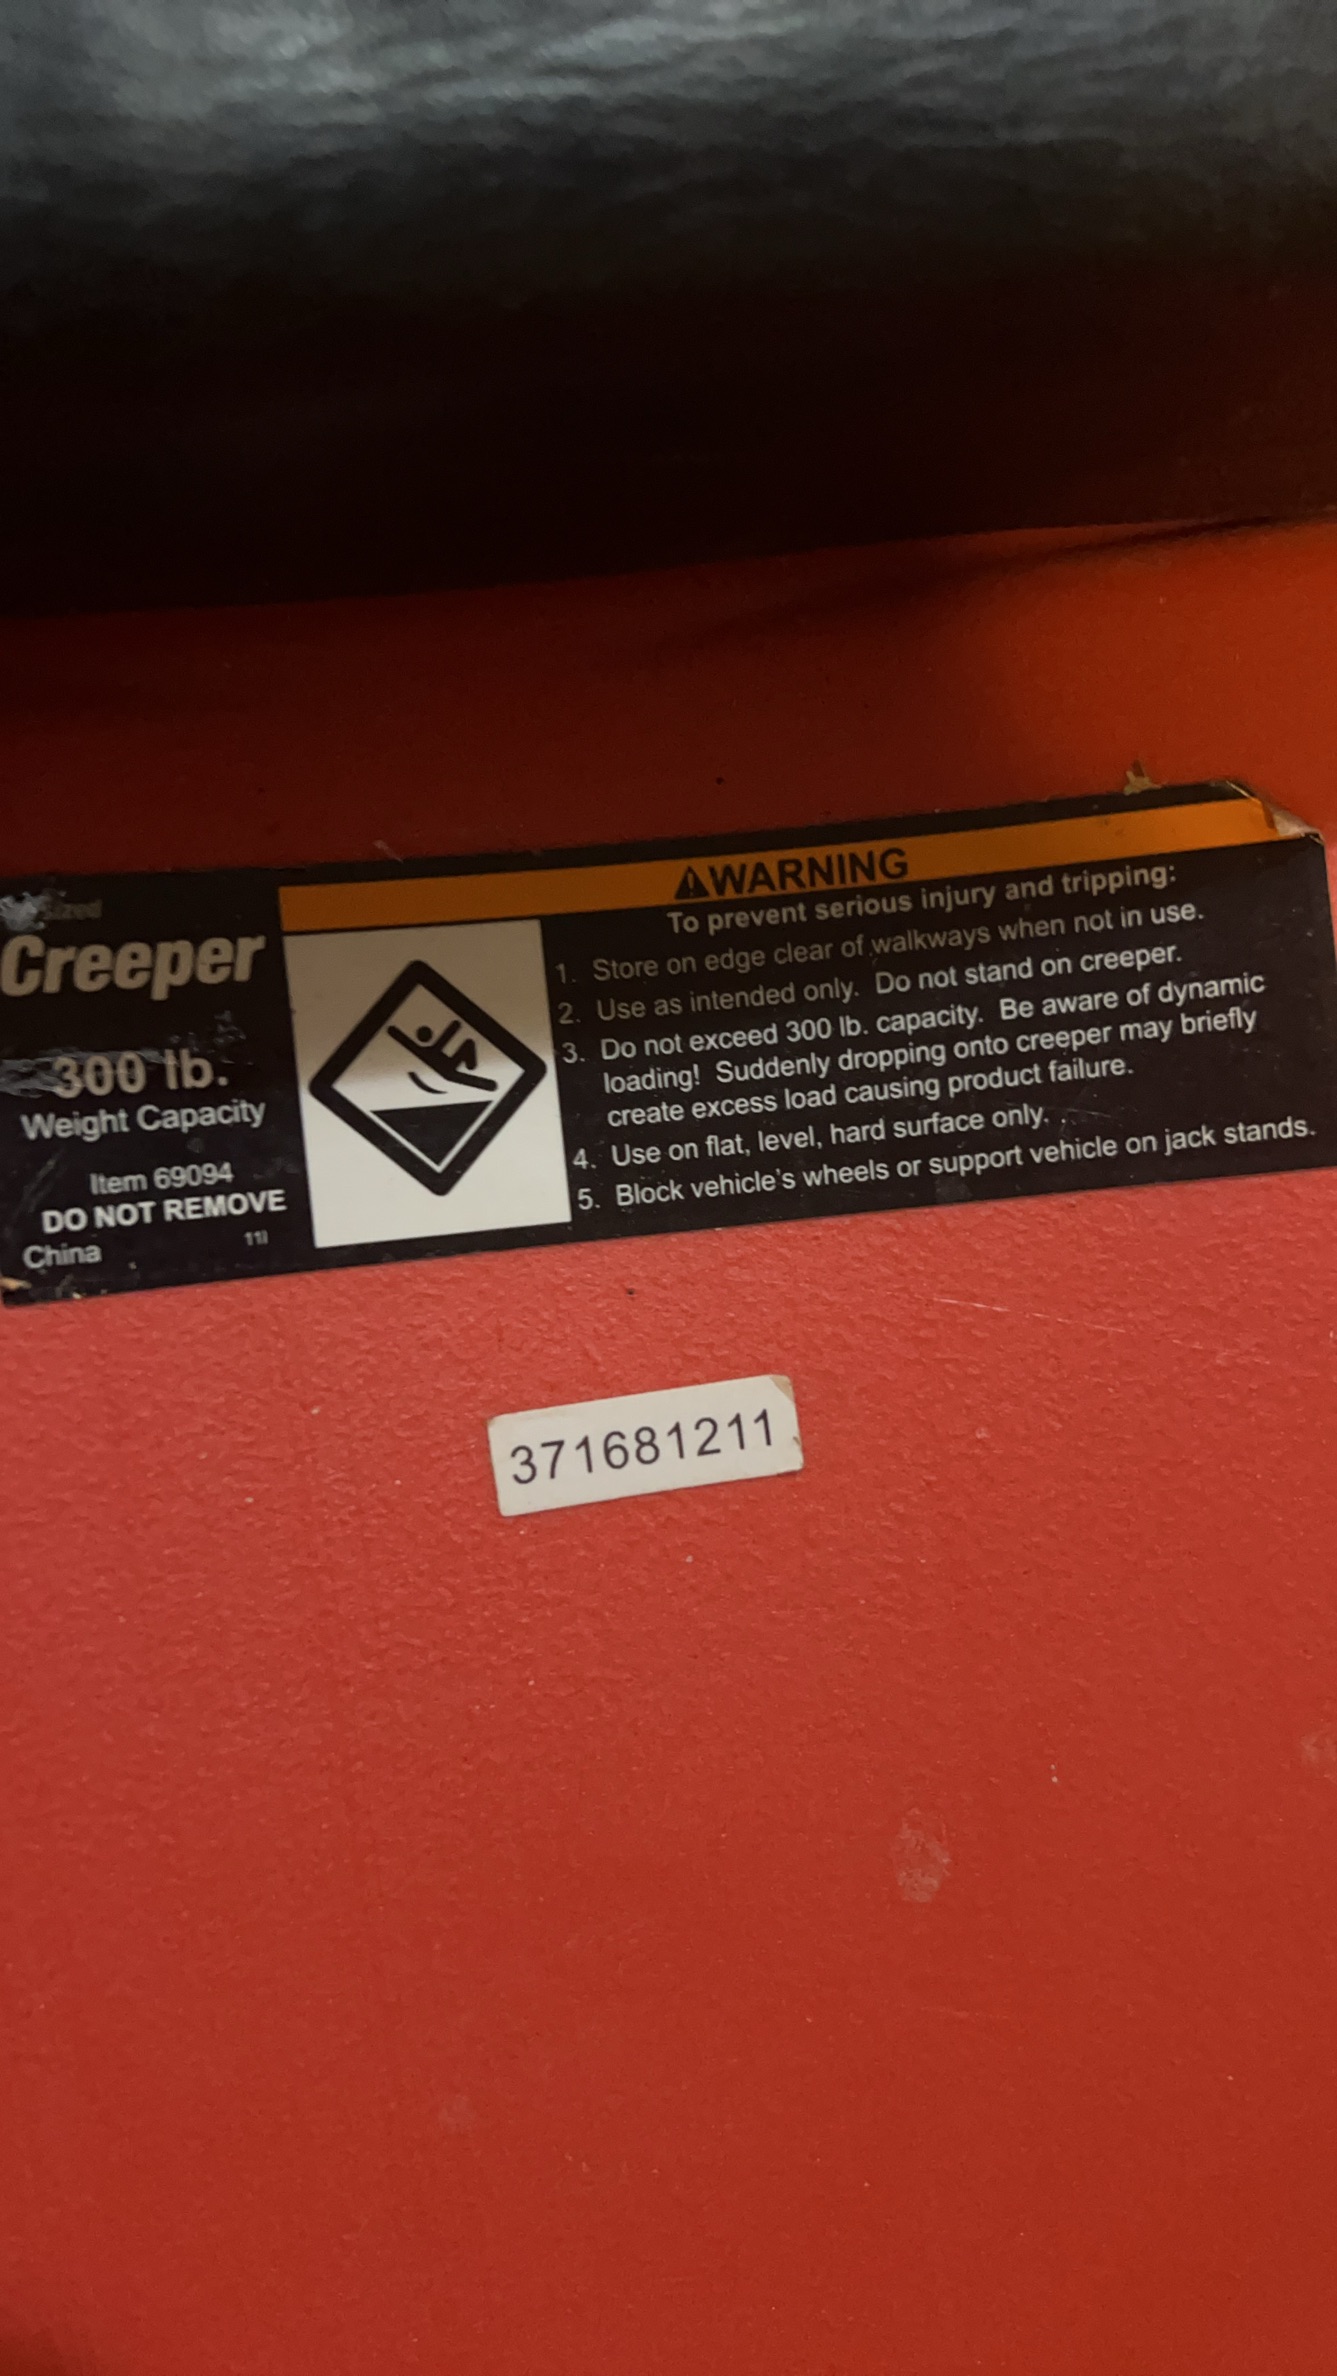 Sized
Creeper
300 lb.
Weight Capacity
Item 69094
DO NOT REMOVE
China 11I
⚠WARNING
To prevent serious injury and tripping:
1. Store on edge clear of walkways when not in use.
2. Use as intended only. Do not stand on creeper.
3. Do not exceed 300 lb. capacity. Be aware of dynamic
loading! Suddenly dropping onto creeper may briefly
create excess load causing product failure.
4. Use on flat, level, hard surface only.
5. Block vehicle's wheels or support vehicle on jack stands.
371681211